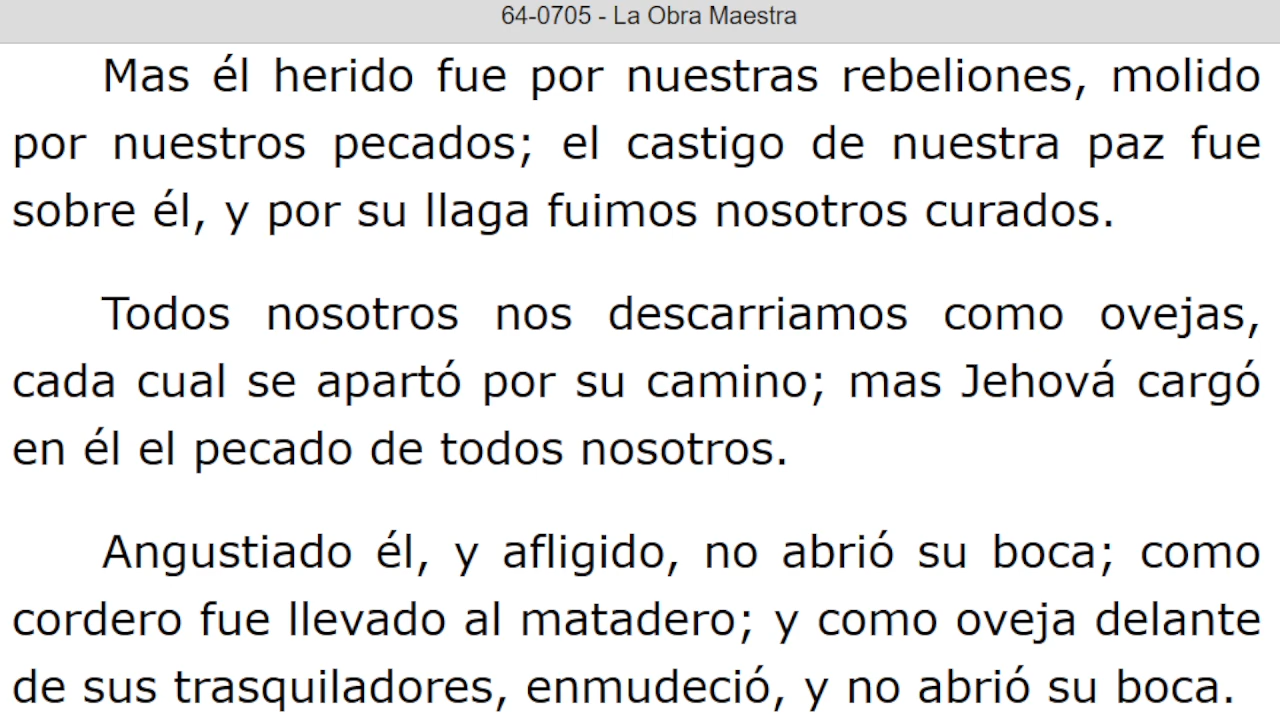 64-0705 - La Obra Maestra
Mas él herido fue por nuestras rebeliones, molido
por nuestros pecados; el castigo de nuestra paz fue
sobre él, y por su llaga fuimos nosotros curados.
Todos nosotros nos descarriamos como ovejas,
cada cual se apartó por su camino; mas Jehová cargó
en él el pecado de todos nosotros.
Angustiado él, y afligido, no abrió su boca; como
cordero fue llevado al matadero; y como oveja delante
de sus trasquiladores, enmudeció, y no abrió su boca.